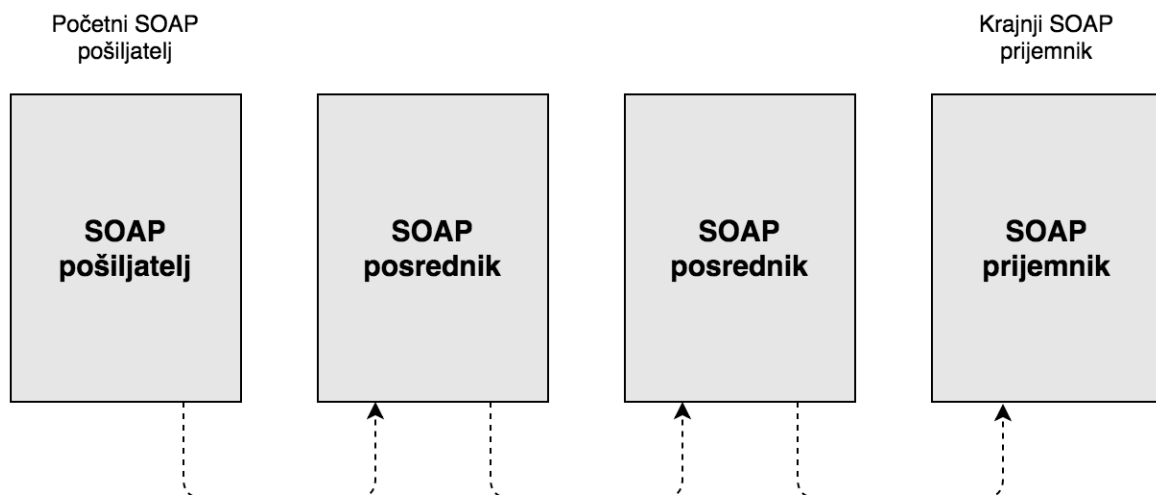 Početni SOAP
pošiljatelj
Krajnji SOAP
prijemnik
SOAP
pošiljatelj
SOAP
posrednik
SOAP
posrednik
SOAP
prijemnik